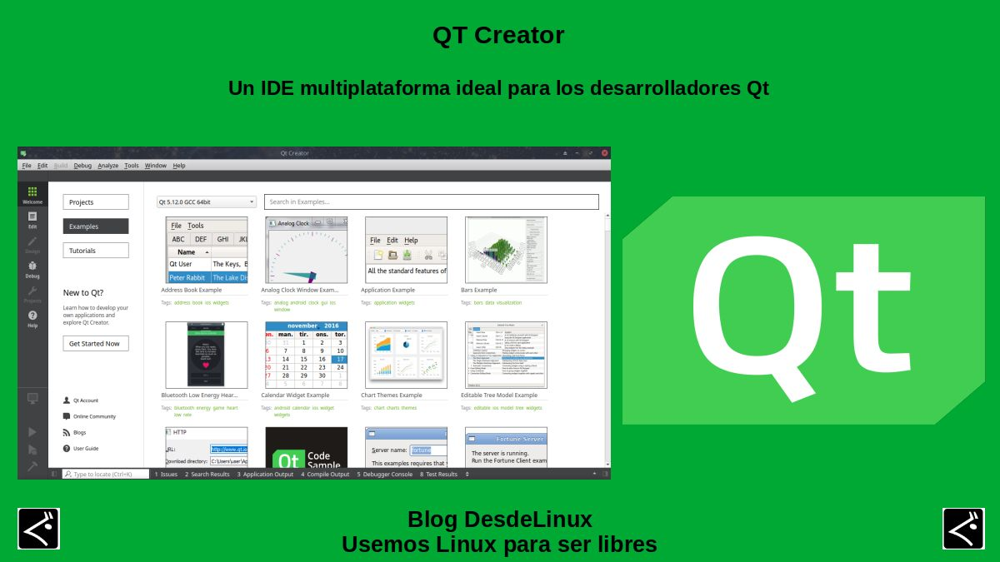 QT Creator
Un IDE multiplataforma ideal para los desarrolladores Qt
Qt Creator
File Edit Build Debug Analyze Tools Window Help
Welcome
Edit
Design
Debug
Projects
Help
Projects
Examples
Tutorials
New to Qt?
Learn how to develop your
own applications and
explore Qt Creator.
Get Started Now
Qt Account
Online Community
Blogs
User Guide
Qt 5.12.0 GCC 64bit
Search in Examples...
File Tools
ABC DEF GHI JKL
Name
Qt User The Keys, B
Peter Rabbit The Lake Di
Address Book Example
Tags: address book ios widgets
Analog Clock
Analog Clock Window Exam...
Tags: analog android clock gui ios
window
File Edit Help
All the standard features of
Application Example
Tags: application widgets
Bars Example
Tags: bars data visualization
Bluetooth Low Energy Hear...
Tags: bluetooth energy game heart
low rate
november 2016
en. man. tir. ons. tor.
30 31 1 2 3
6 7 8 9 10
13 14 15 16 17
20 21 22 23 24
27 28 29 30 1
4 5 6 7 8
Calendar Widget Example
Tags: android calendar ios widget
widgets
Chart Themes Example
Tags: chart charts themes
Editable Tree Model Example
Tags: editable ios model tree widgets
HTTP
URL: http://www.qt.io
Download directory: C:\Users\user\Ap
Qt Code
Sample
Server name: fortune
This examples requires that
Fortune Server
The server is running.
Run the Fortune Client exam
Type to locate (Ctrl+K) 1 Issues 2 Search Results 3 Application Output 4 Compile Output 5 Debugger Console 8 Test Results
Qt
Blog DesdeLinux
Usemos Linux para ser libres